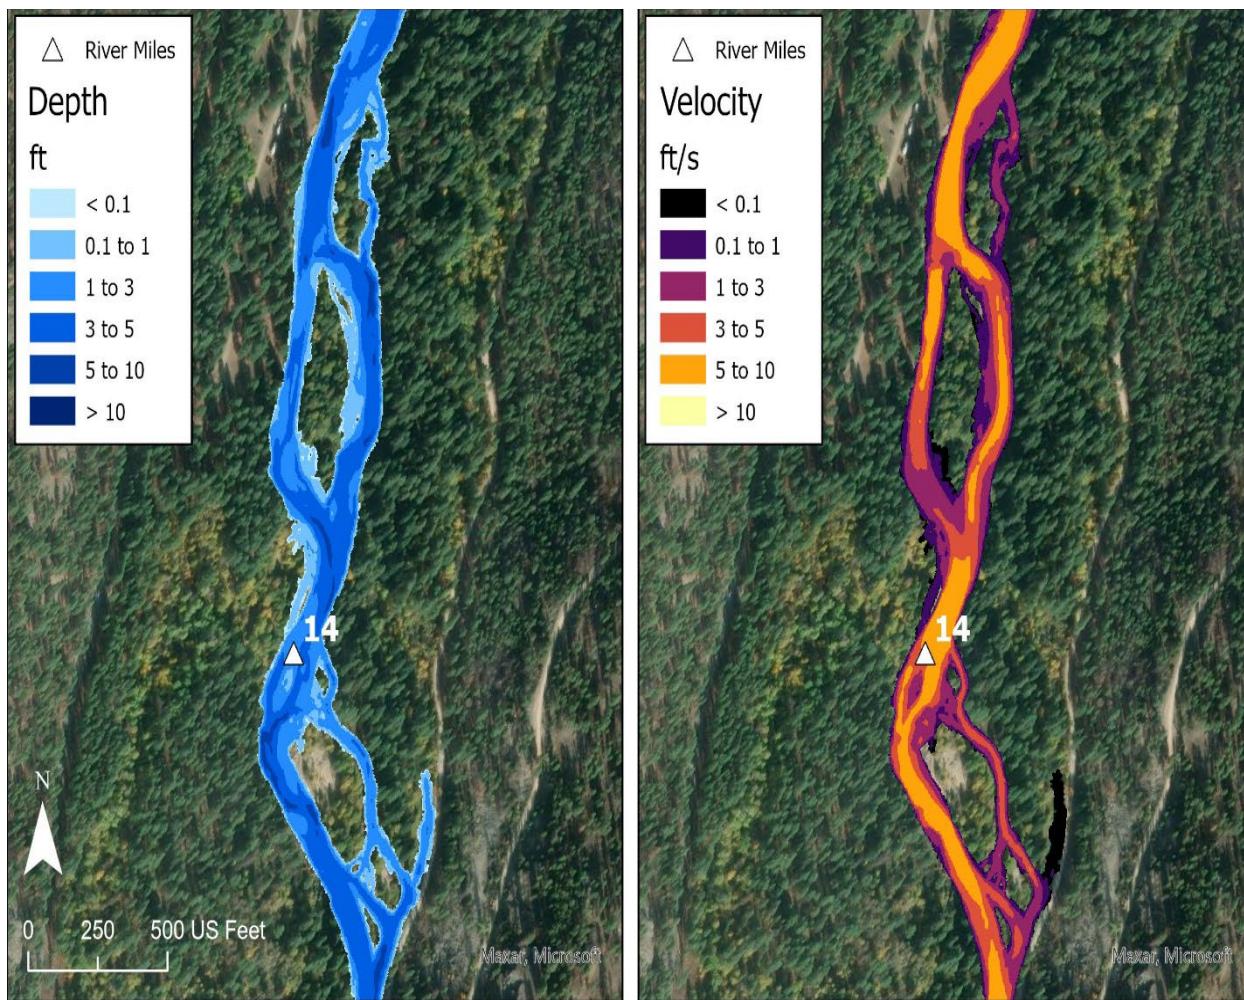 River Miles
Depth
ft
< 0.1
0.1 to 1
1 to 3
3 to 5
5 to 10
> 10
14
N
0 250 500 US Feet
Maxar, Microsoft
River Miles
Velocity
ft/s
< 0.1
0.1 to 1
1 to 3
3 to 5
5 to 10
> 10
14
Maxar, Microsoft